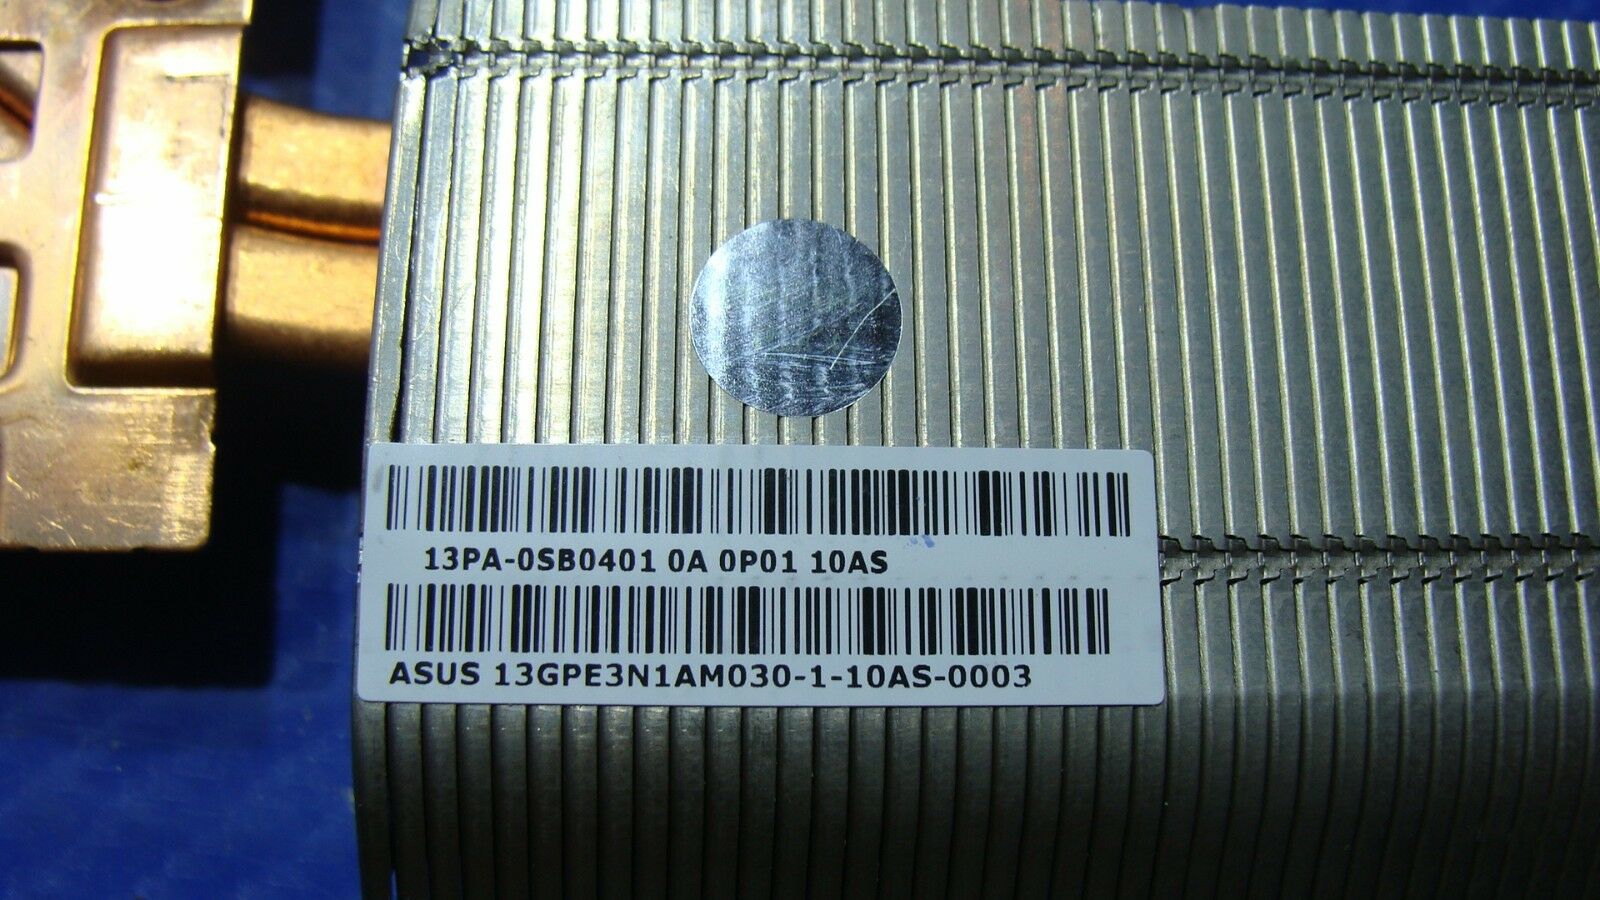 13PA-0SB0401 0A 0P01 10AS
ASUS 13GPE3N1AM030-1-10AS-0003